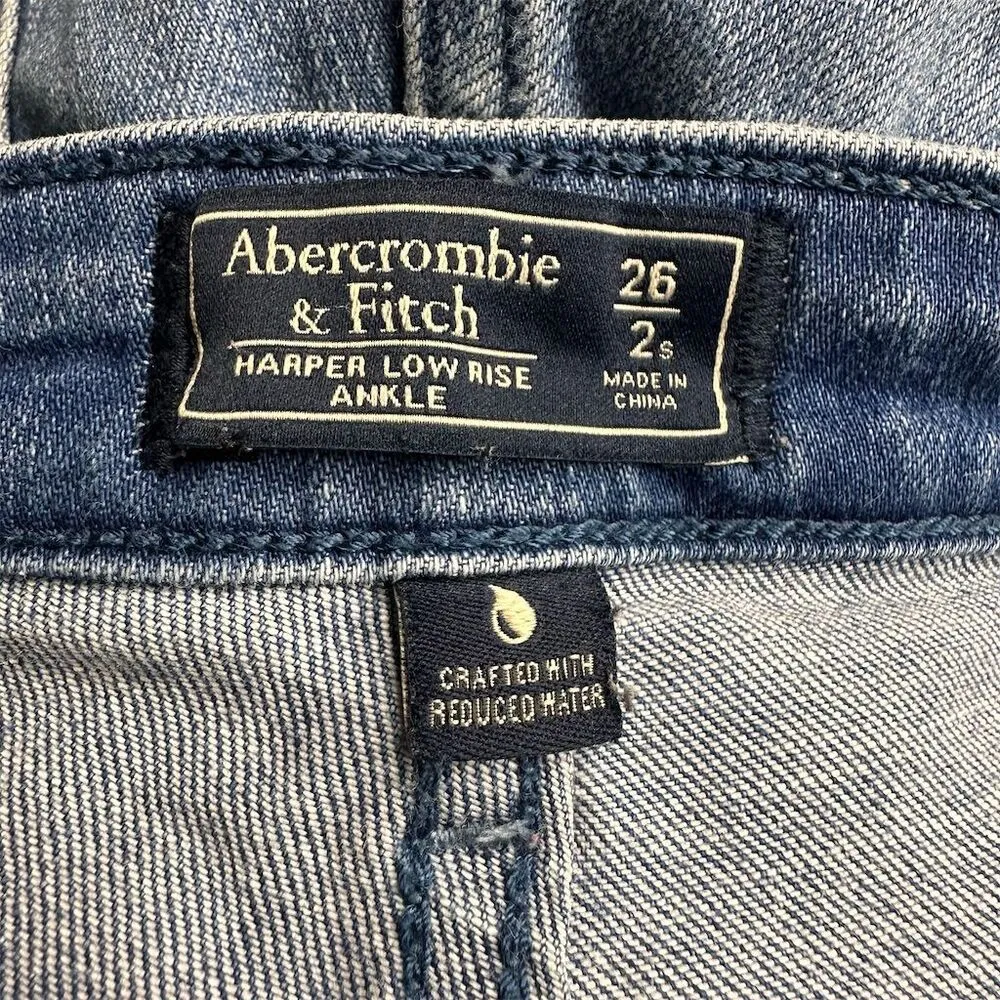 Abercrombie
& Fitch
HARPER LOW RISE
ANKLE
26
2s
MADE IN
CHINA
CRAFTED WITH
REDUCED WATER